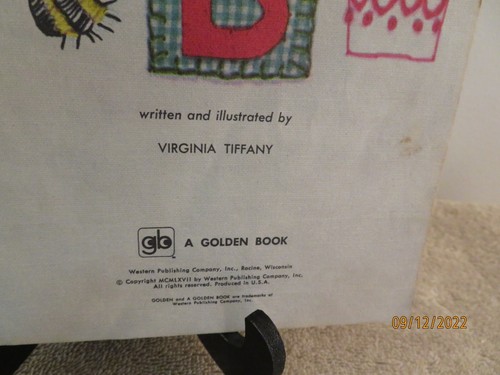 B
written and illustrated by
VIRGINIA TIFFANY
gb A GOLDEN BOOK
Western Publishing Company, Inc., Racine, Wisconsin
© Copyright MCMLXVII by Western Publishing Company, Inc.
All rights reserved. Produced in U.S.A.
GOLDEN and A GOLDEN BOOK are trademarks of
Western Publishing Company, Inc.
09/12/2022